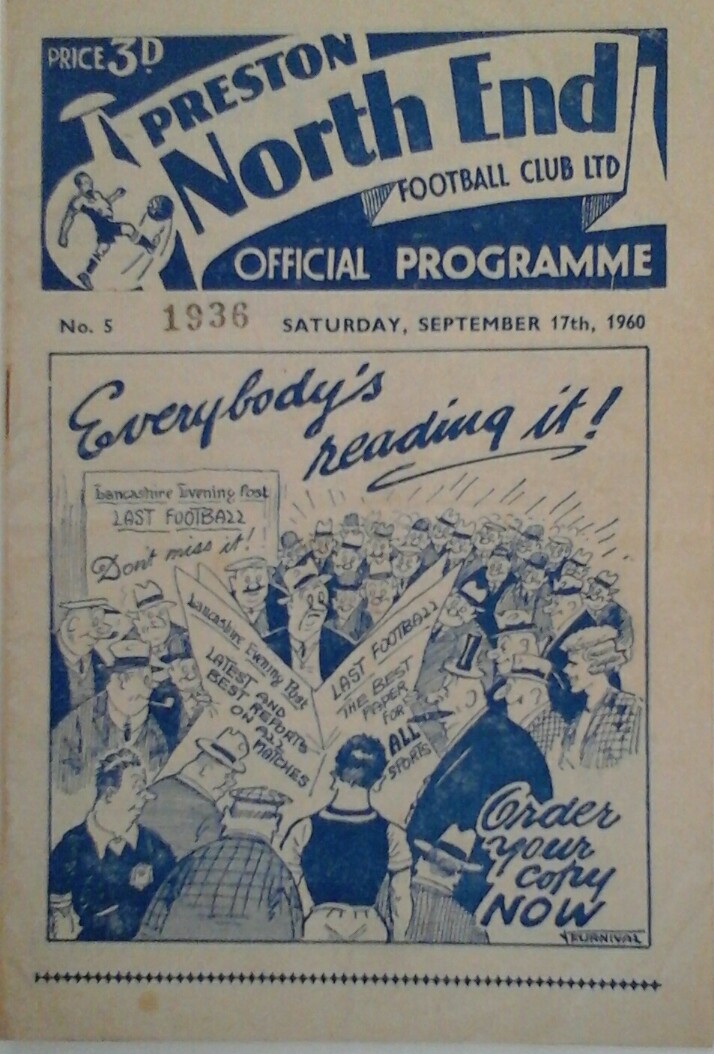 PRICE 3D
PRESTON
North End
FOOTBALL CLUB LTD
OFFICIAL PROGRAMME
No. 5 1936 SATURDAY, SEPTEMBER 17th, 1960
Everybody's
reading it!
Lancashire Evening Post
LAST FOOTBALL
Don't miss it!
Lancashire Evening Post
LATEST AND
BEST REPORTS
ON ALL
MATCHES
LAST FOOTBALL
THE BEST
PAPER
FOR
ALL
SPORTS
Order
your
copy
NOW
FURNIVAL